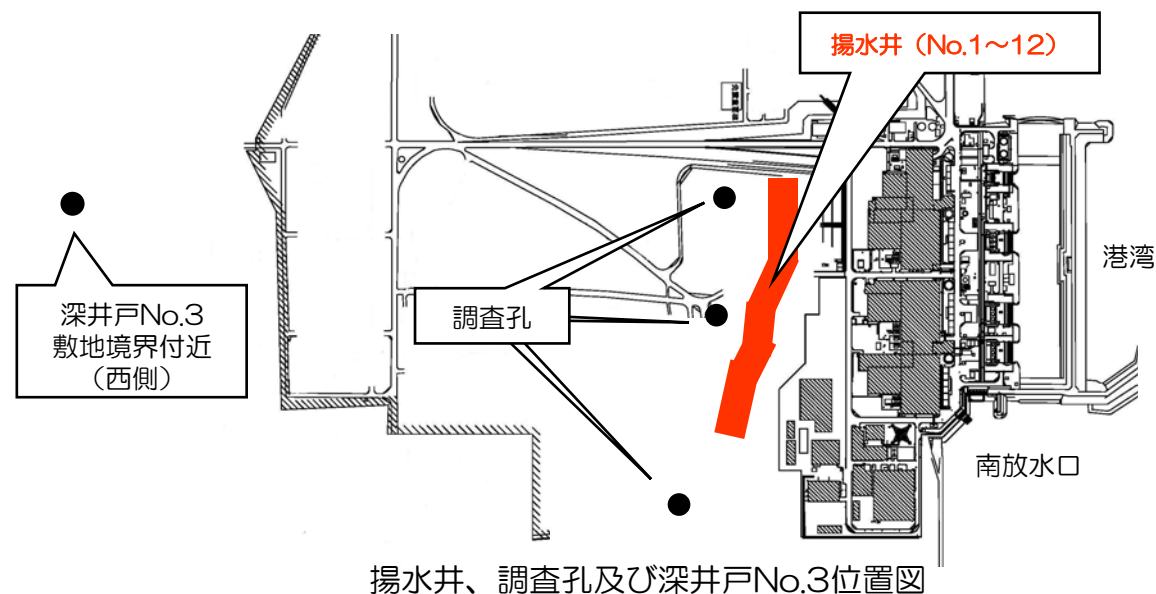 揚水井（No.1～12）
港湾
深井戸No.3
敷地境界付近
（西側）
調査孔
南放水口
揚水井、調査孔及び深井戸No.3位置図